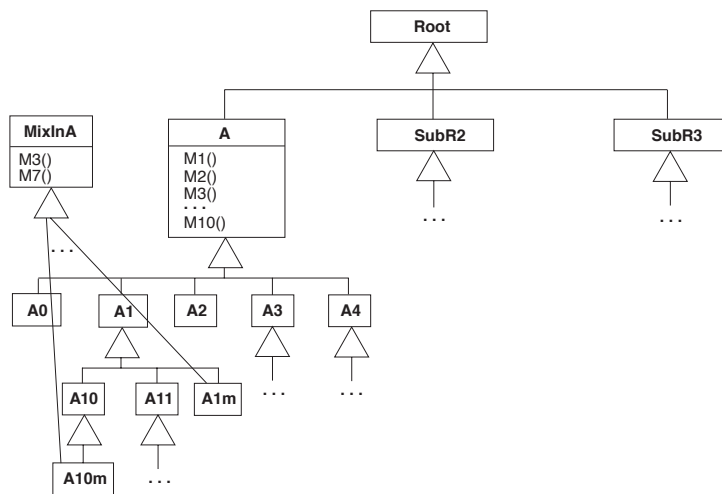 Root
MixInA
M3()
M7()
A
M1()
M2()
M3()
...
M10()
SubR2
SubR3
...
...
...
A0
A1
A2
A3
A4
A10
A11
A1m
...
...
A10m
...